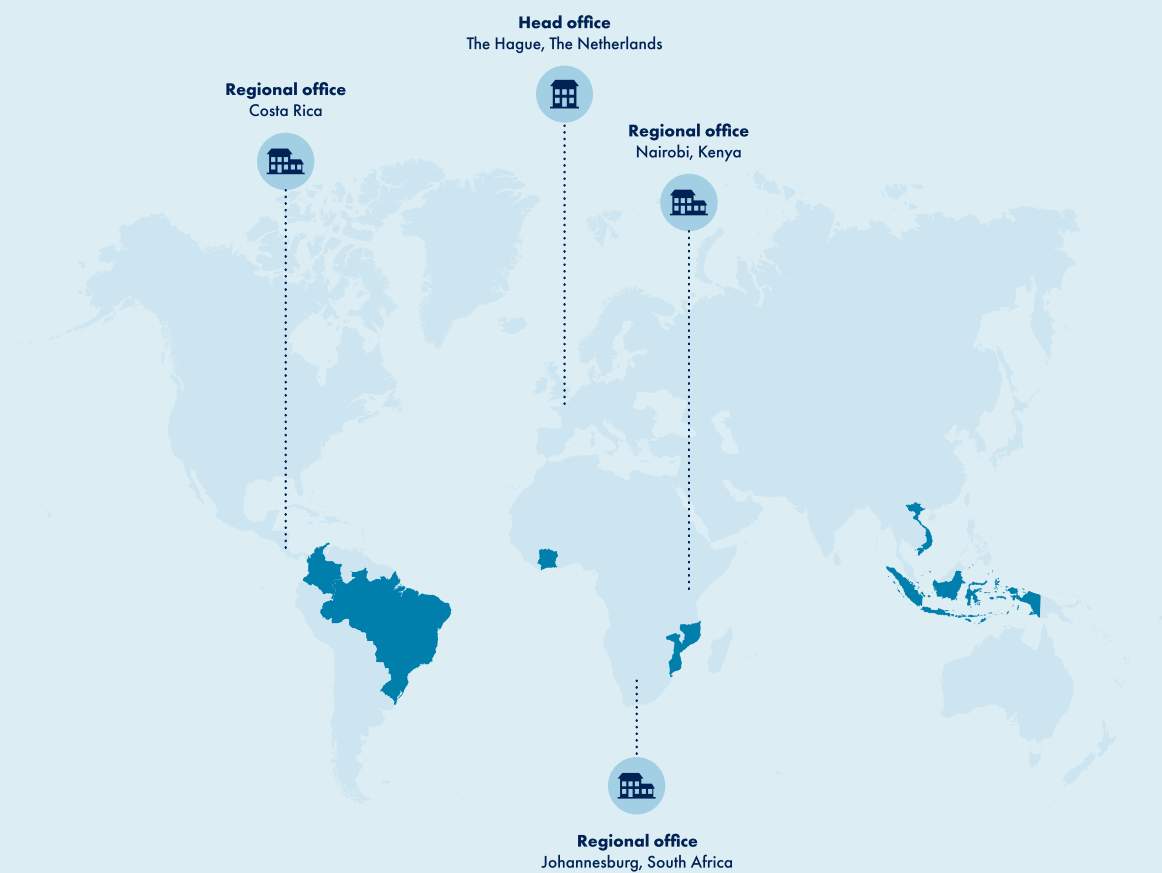 Head office
The Hague, The Netherlands
Regional office
Costa Rica
Regional office
Nairobi, Kenya
Regional office
Johannesburg, South Africa